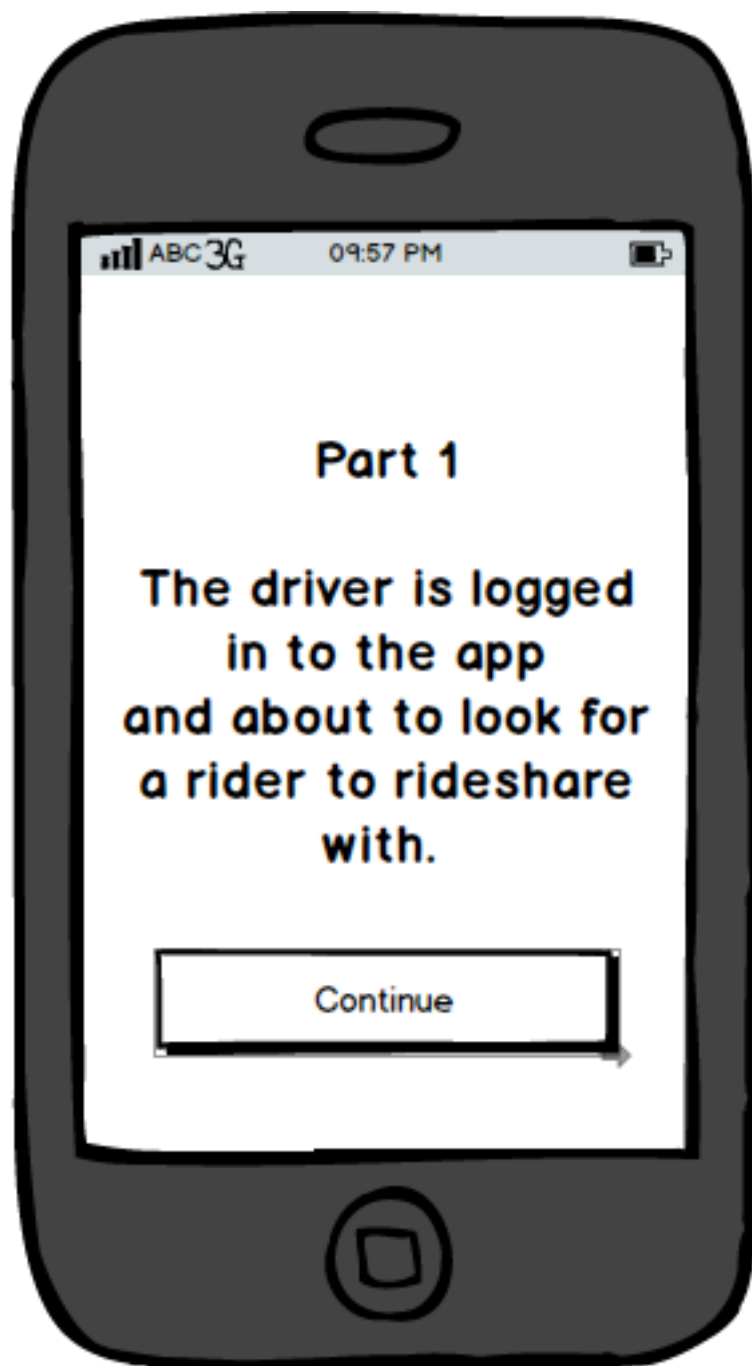 ABC 3G 09:57 PM
Part 1
The driver is logged
in to the app
and about to look for
a rider to rideshare
with.
Continue